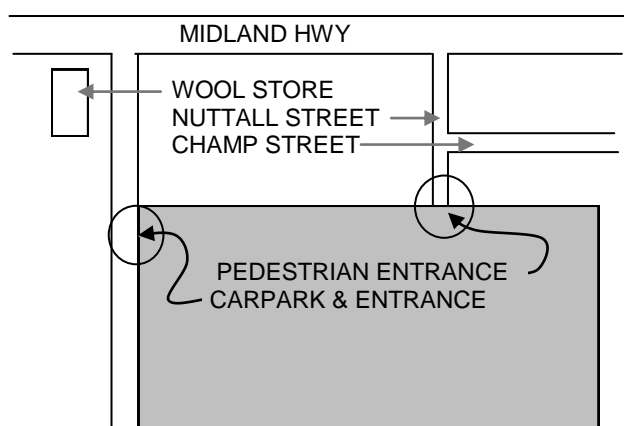 MIDLAND HWY
WOOL STORE
NUTTALL STREET
CHAMP STREET
PEDESTRIAN ENTRANCE
CARPARK & ENTRANCE